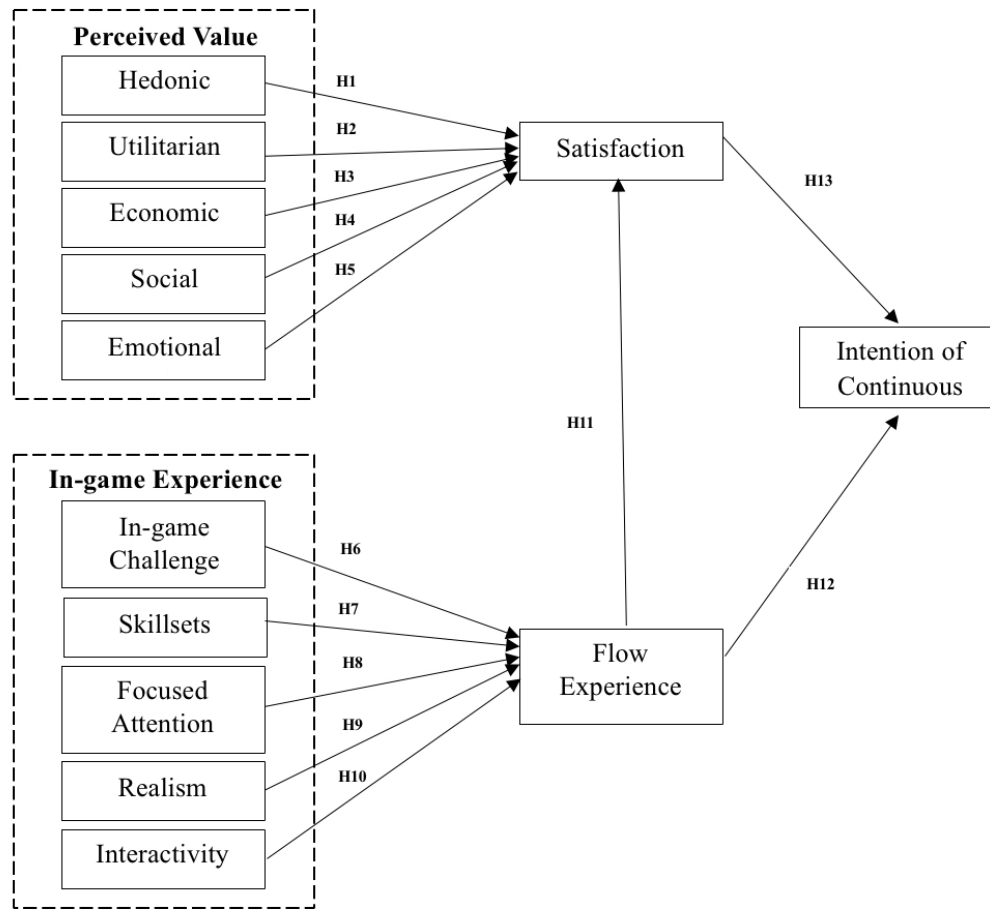 Perceived Value
Hedonic
Utilitarian
Economic
Social
Emotional
H1
H2
H3
H4
H5
Satisfaction
H13
Intention of
Continuous
H11
H12
In-game Experience
In-game
Challenge
Skillsets
Focused
Attention
Realism
Interactivity
H6
H7
H8
H9
H10
Flow
Experience